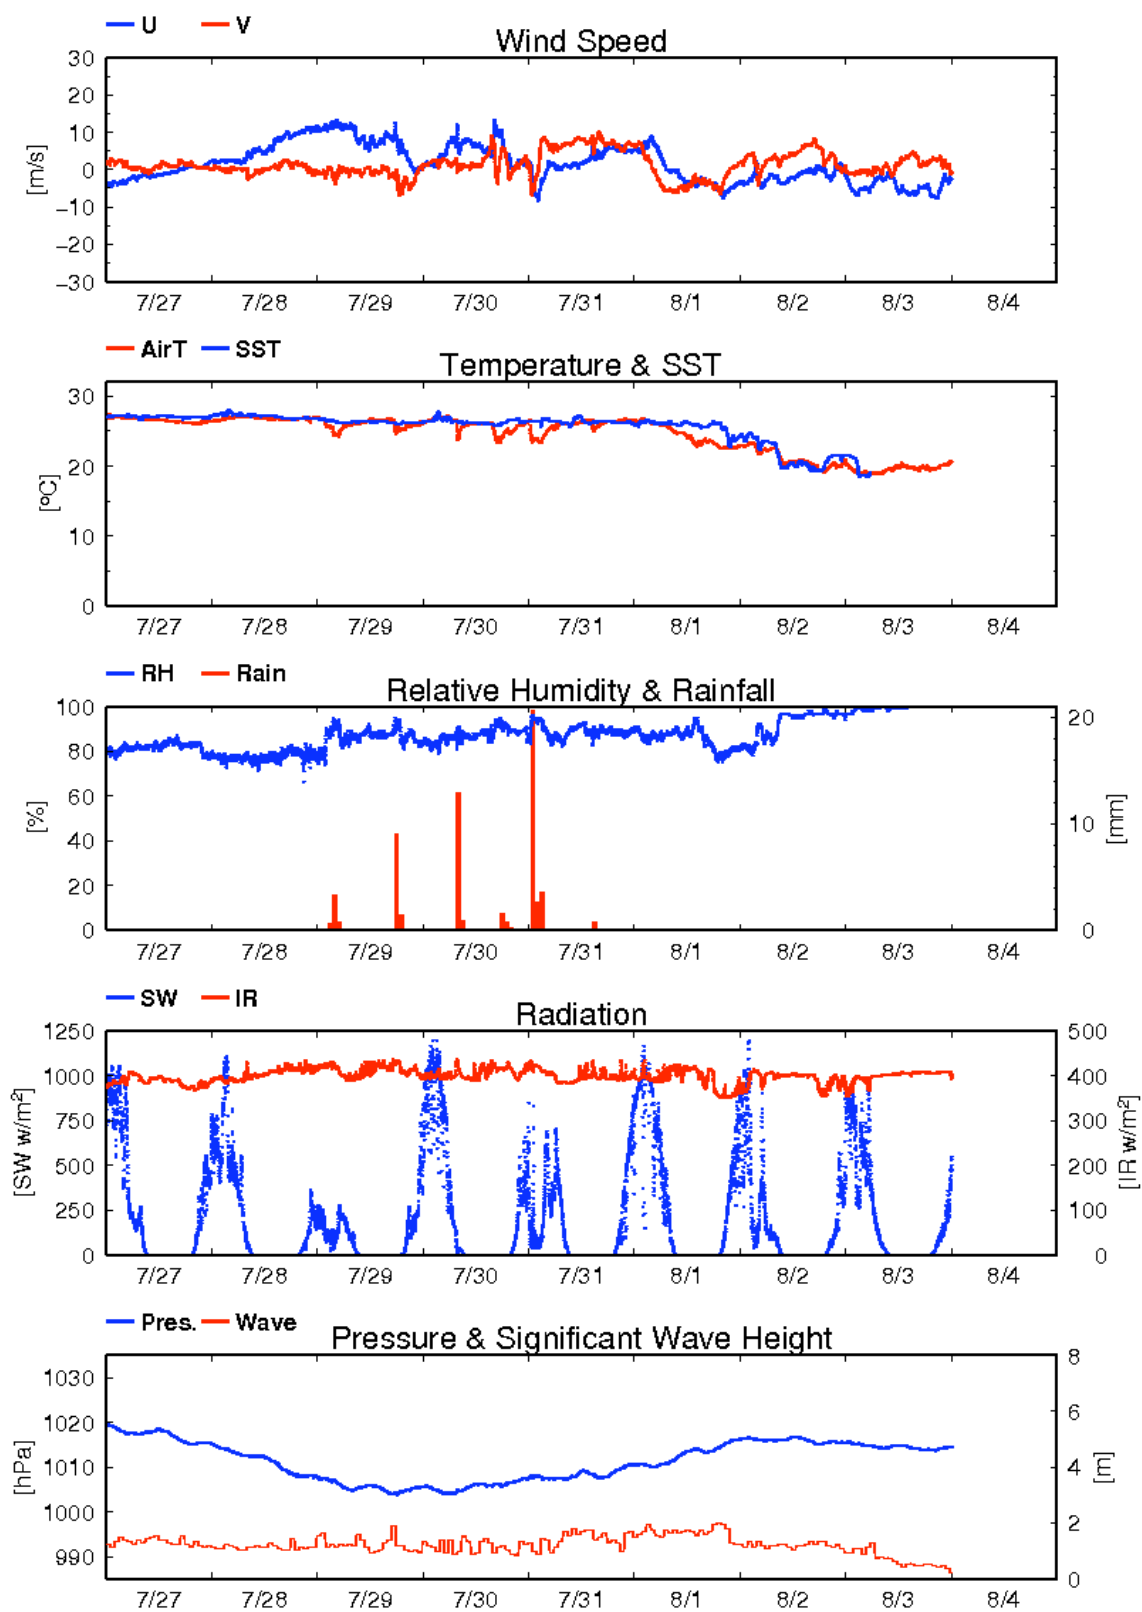 U V
Wind Speed
30
20
10
0
−10
−20
−30
[m/s]
7/27 7/28 7/29 7/30 7/31 8/1 8/2 8/3 8/4
AirT SST
Temperature & SST
30
20
10
0
[ºC]
7/27 7/28 7/29 7/30 7/31 8/1 8/2 8/3 8/4
RH Rain
Relative Humidity & Rainfall
100 20
80
60
40 10
20
0 0
[%] [mm]
7/27 7/28 7/29 7/30 7/31 8/1 8/2 8/3 8/4
SW IR
Radiation
1250 500
1000 400
750 300
500 200
250 100
0 0
[SW w/m²] [IR w/m²]
7/27 7/28 7/29 7/30 7/31 8/1 8/2 8/3 8/4
Pres. Wave
Pressure & Significant Wave Height
8
1030
1020 6
1010 4
1000
2
990
0
[hPa] [m]
7/27 7/28 7/29 7/30 7/31 8/1 8/2 8/3 8/4